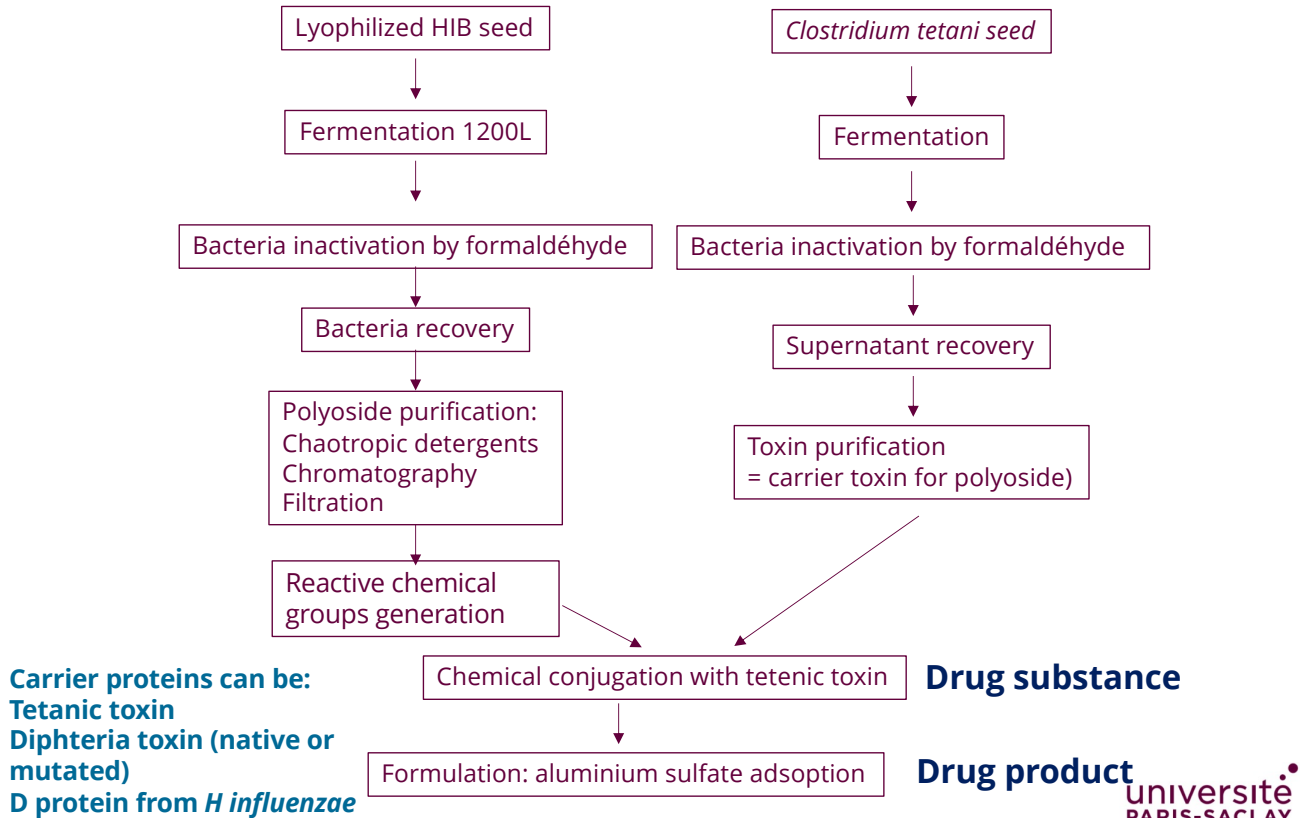 Lyophilized HIB seed
Clostridium tetani seed
Fermentation 1200L
Fermentation
Bacteria inactivation by formaldéhyde
Bacteria inactivation by formaldéhyde
Bacteria recovery
Supernatant recovery
Polyoside purification:
Chaotropic detergents
Chromatography
Filtration
Toxin purification
= carrier toxin for polyoside)
Reactive chemical
groups generation
Chemical conjugation with tetenic toxin
Drug substance
Carrier proteins can be:
Tetanic toxin
Diphteria toxin (native or
mutated)
D protein from H influenzae
Formulation: aluminium sulfate adsoption
Drug product
université
PARIS-SACLAY